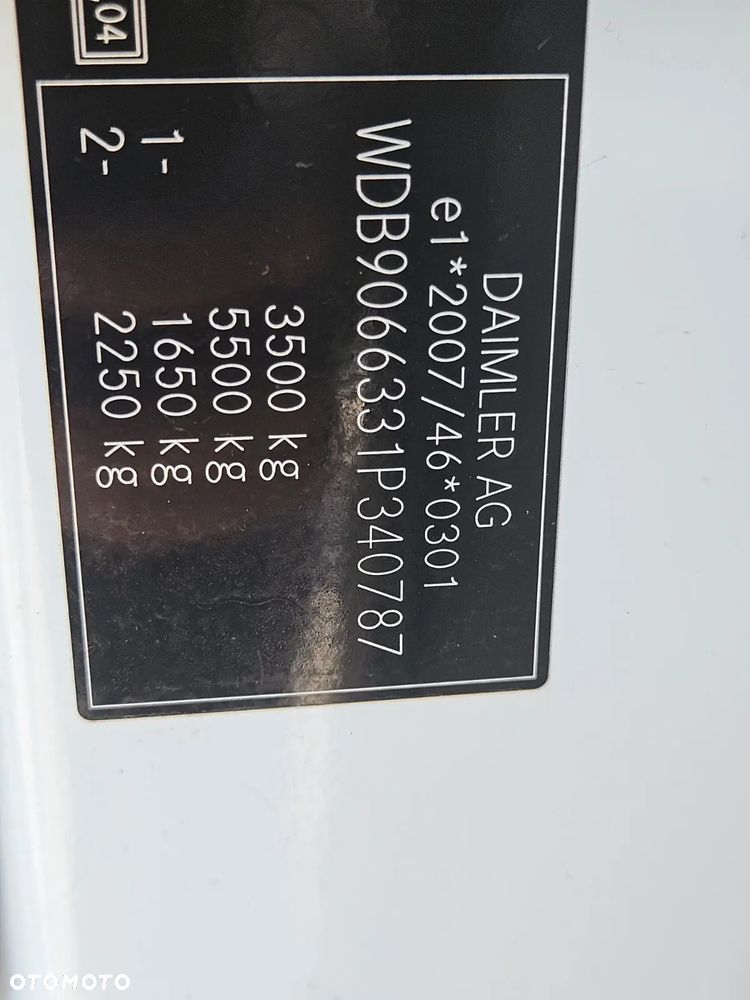 DAIMLER AG
e1*2007/46*0301
WDB9066331P340787
3500 kg
5500 kg
1- 1650 kg
2- 2250 kg
04
OTOMOTO